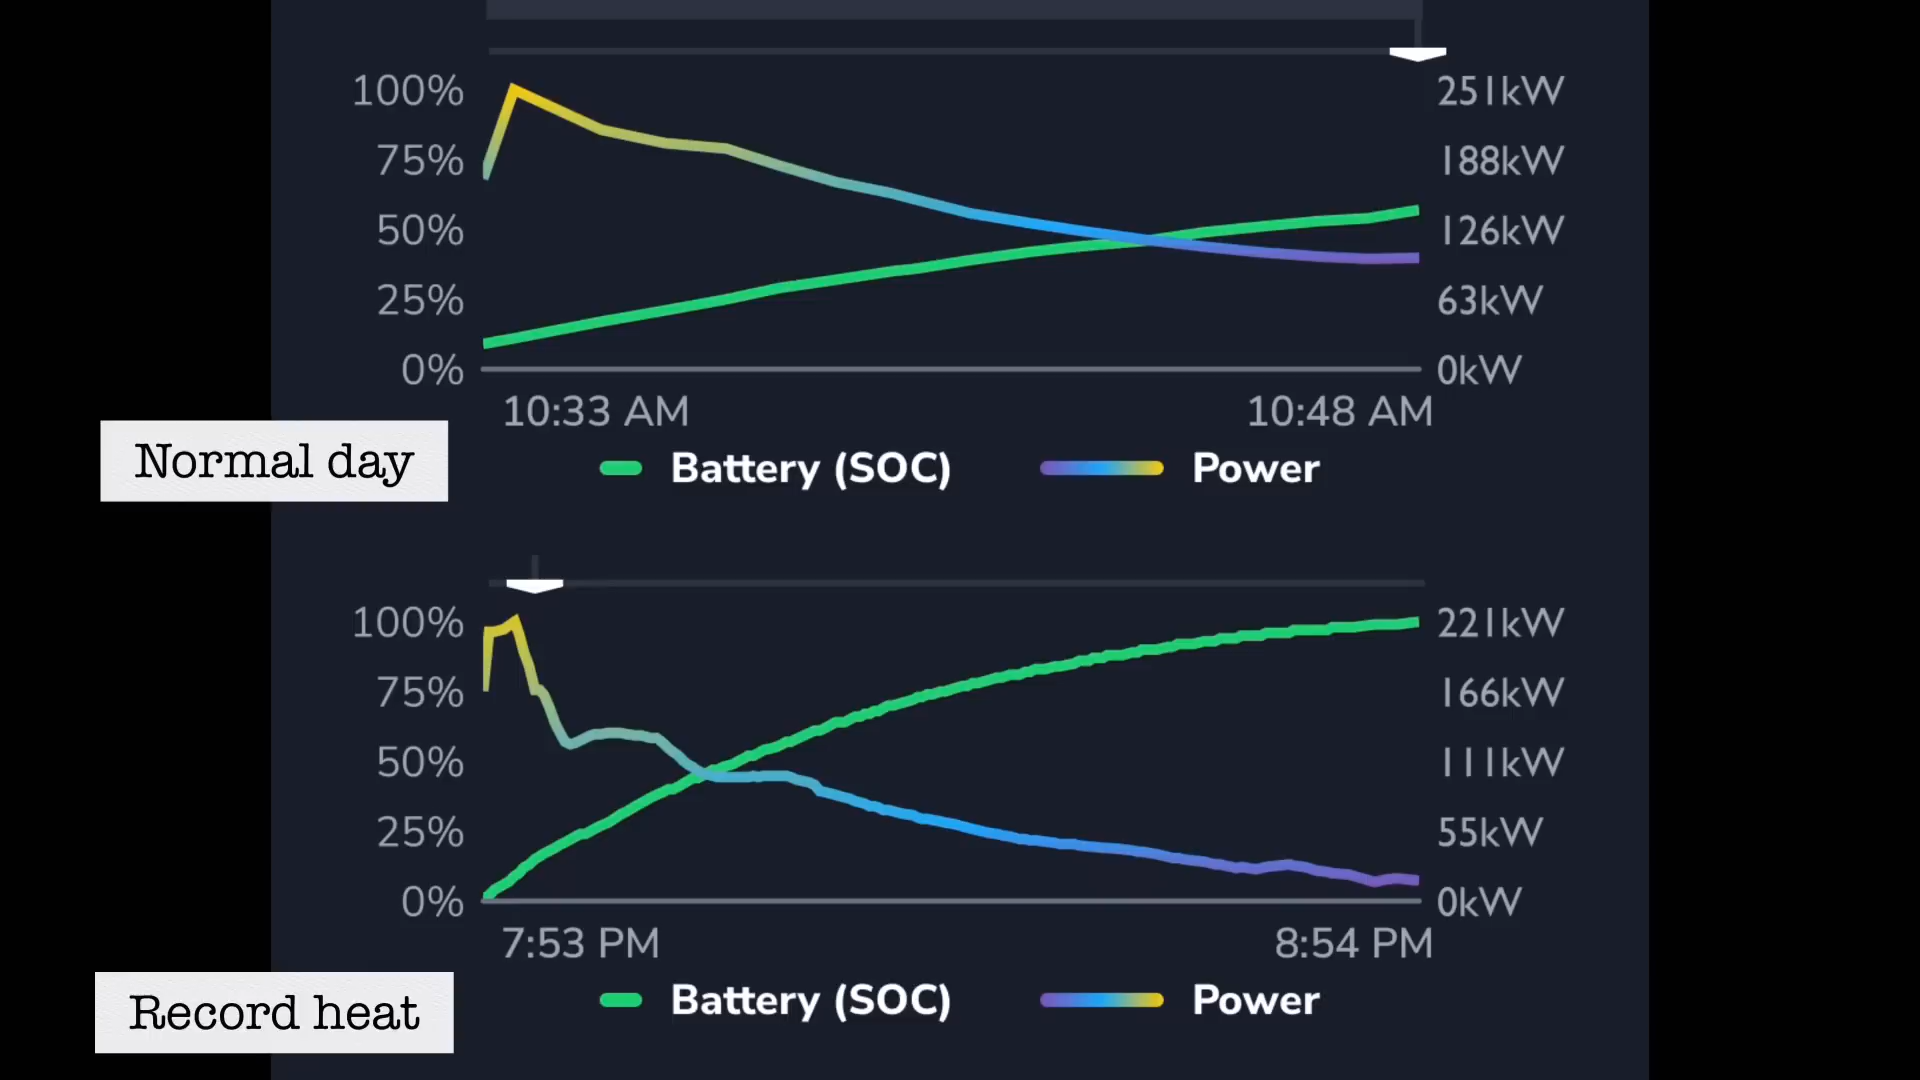 100% 251kW
75% 188kW
50% 126kW
25% 63kW
0% 0kW
10:33 AM 10:48 AM
Normal day
Battery (SOC) Power
100% 221kW
75% 166kW
50% 111kW
25% 55kW
0% 0kW
7:53 PM 8:54 PM
Battery (SOC) Power
Record heat